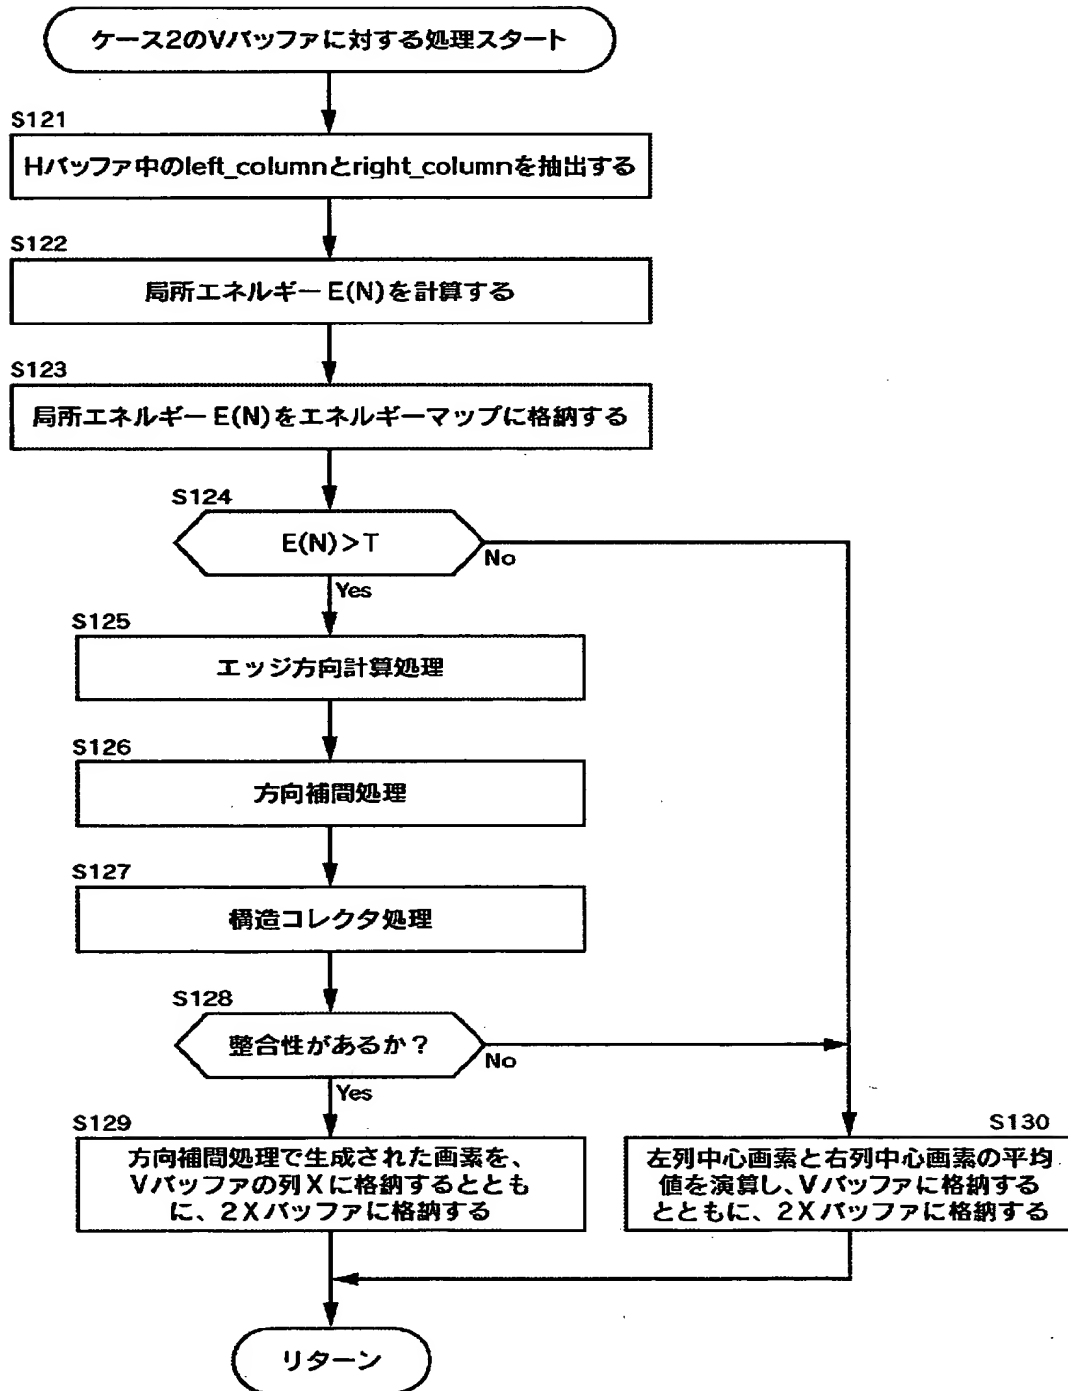 ケース2のVバッファに対する処理スタート
S121
Hバッファ中のleft_columnとright_columnを抽出する
S122
局所エネルギーE(N)を計算する
S123
局所エネルギーE(N)をエネルギーマップに格納する
S124
E(N)>T
No
Yes
S125
エッジ方向計算処理
S126
方向補間処理
S127
構造コレクタ処理
S128
整合性があるか?
No
Yes
S129
方向補間処理で生成された画素を、
Vバッファの列Xに格納するととも
に、2Xバッファに格納する
S130
左列中心画素と右列中心画素の平均
値を演算し、Vバッファに格納する
とともに、2Xバッファに格納する
リターン